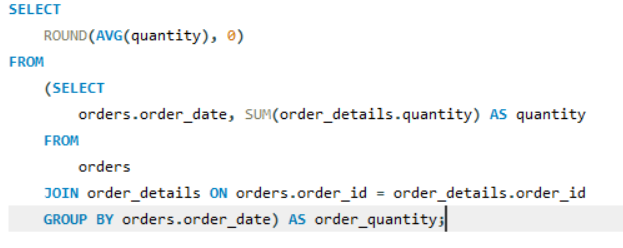 SELECT
ROUND(AVG(quantity), 0)
FROM
(SELECT
orders.order_date, SUM(order_details.quantity) AS quantity
FROM
orders
JOIN order_details ON orders.order_id = order_details.order_id
GROUP BY orders.order_date) AS order_quantity;